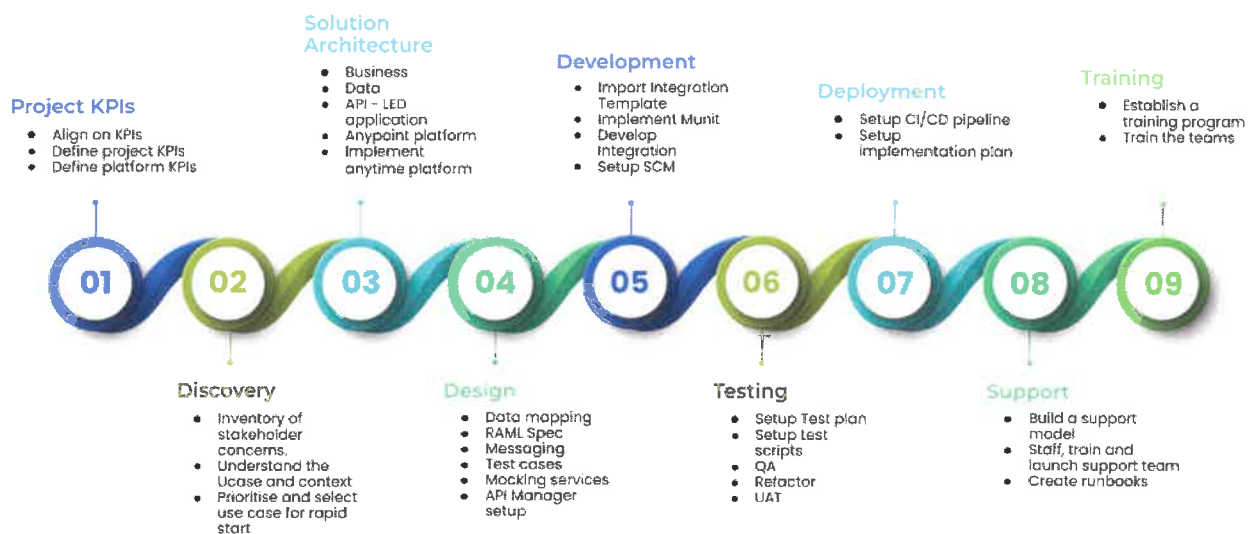 Project KPIs
● Align on KPIs
● Define project KPIs
● Define platform KPIs
01
02
Discovery
● Inventory of
stakeholder
concerns.
● Understand the
Ucase and context
● Prioritise and select
use case for rapid
start
Solution
Architecture
● Business
● Data
● API - LED
application
● Anypoint platform
● Implement
anytime platform
03
04
Design
● Data mapping
● RAML Spec
● Messaging
● Test cases
● Mocking services
● API Manager
setup
Development
● Import Integration
Template
● Implement Munit
● Develop
Integration
● Setup SCM
05
06
Testing
● Setup Test plan
● Setup test
scripts
● QA
● Refactor
● UAT
Deployment
● Setup CI/CD pipeline
● Setup
implementation plan
07
08
Support
● Build a support
model
● Staff, train and
launch support team
● Create runbooks
Training
● Establish a
training program
● Train the teams
09